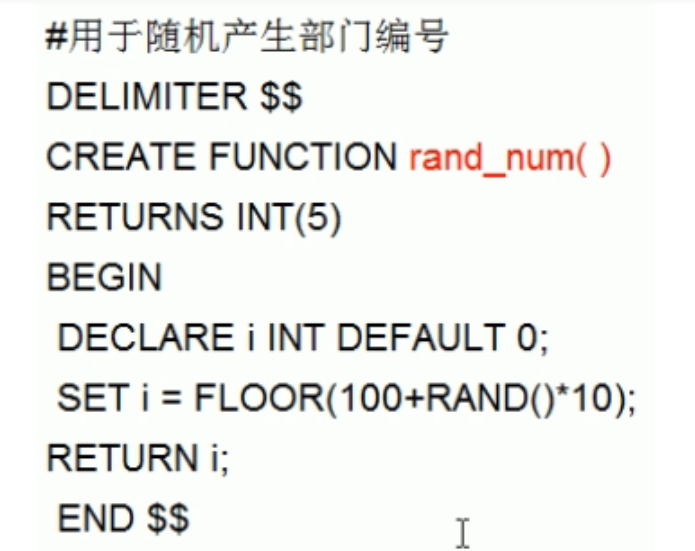 #用于随机产生部门编号
DELIMITER $$
CREATE FUNCTION rand_num( )
RETURNS INT(5)
BEGIN
DECLARE i INT DEFAULT 0;
SET i = FLOOR(100+RAND()*10);
RETURN i;
END $$